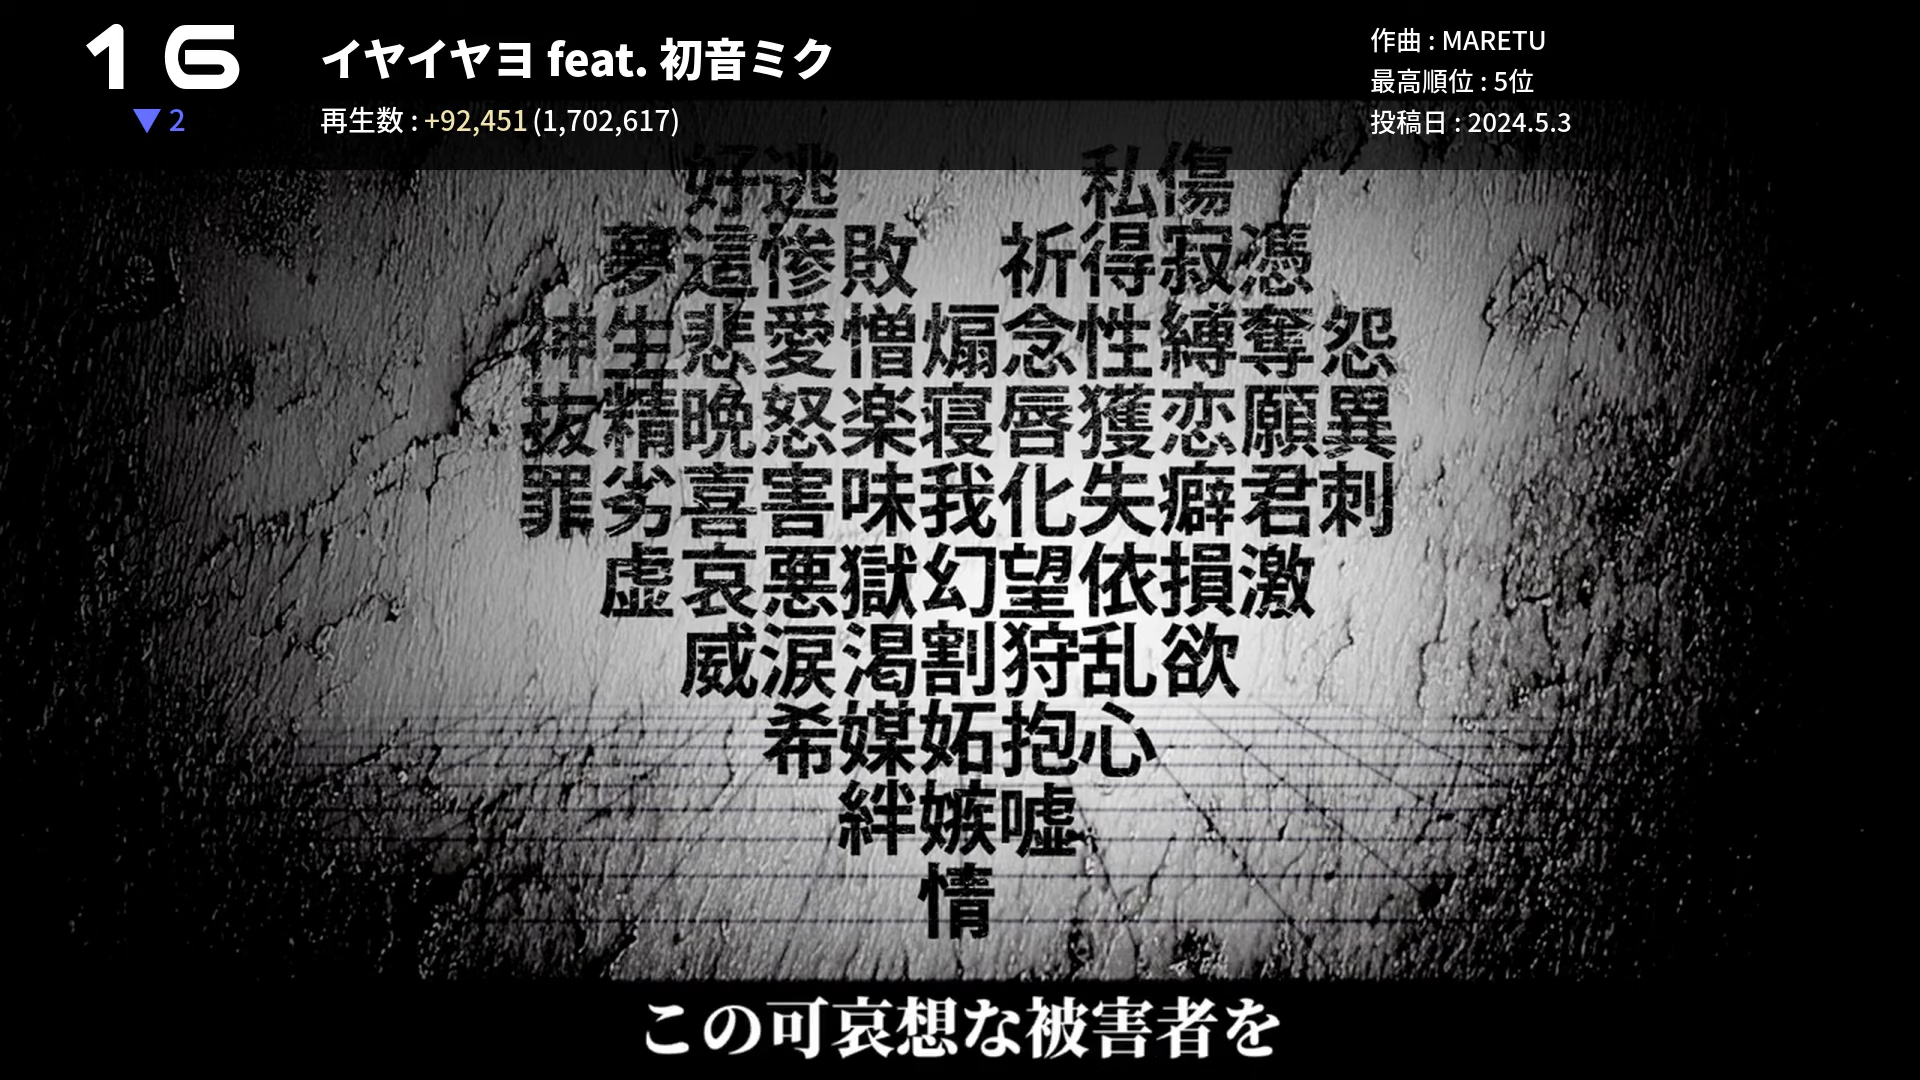 16
▼2
イヤイヤヨ feat. 初音ミク
再生数 : +92,451 (1,702,617)
作曲 : MARETU
最高順位 : 5位
投稿日 : 2024.5.3
好逃 私傷
夢這惨敗 祈得寂憑
神生悲愛憎煽念性縛奪怨
抜精晩怒楽寝唇獲恋願異
罪劣喜害味我化失癖君刺
虚哀悪獄幻望依損激
威涙渇割狩乱欲
希媒妬抱心
絆嫉嘘
情
この可哀想な被害者を